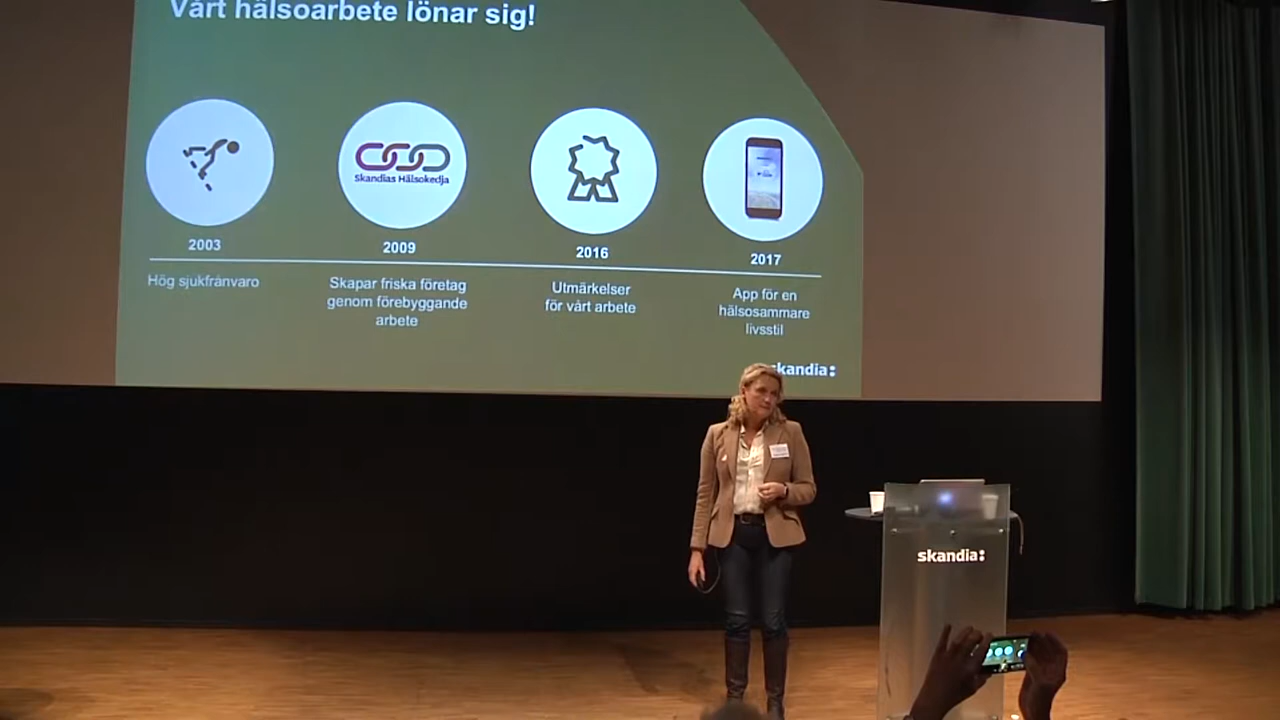 Vårt hälsoarbete lönar sig!
Skandias Hälsokedja
2003
2009
2016
2017
Hög sjukfrånvaro
Skapar friska företag
genom förebyggande
arbete
Utmärkelser
för vårt arbete
App för en
hälsosammare
livsstil
skandia:
skandia: